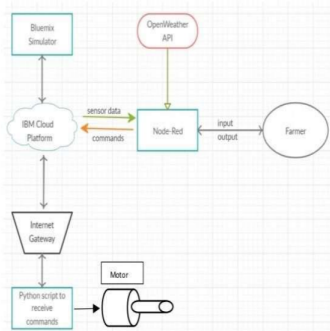 Bluemix
Simulator
OpenWeather
API
IBM Cloud
Platform
sensor data
commands
Node-Red
input
output
Farmer
Internet
Gateway
Python script to
receive
commands
Motor